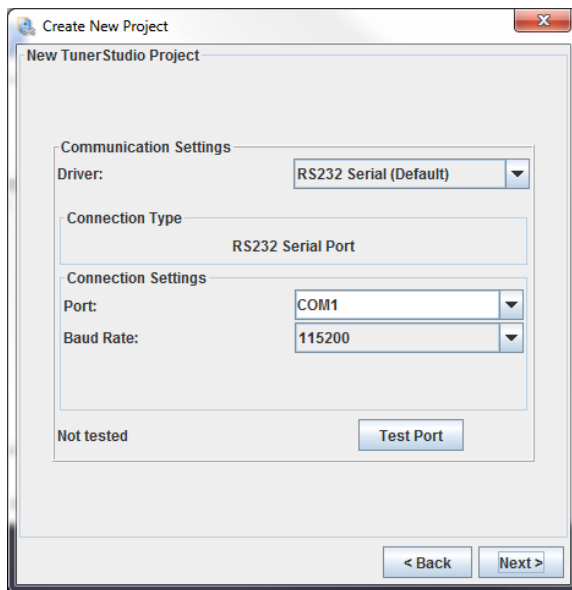 Create New Project
New TunerStudio Project
Communication Settings
Driver: RS232 Serial (Default)
Connection Type
RS232 Serial Port
Connection Settings
Port: COM1
Baud Rate: 115200
Not tested Test Port
< Back Next >